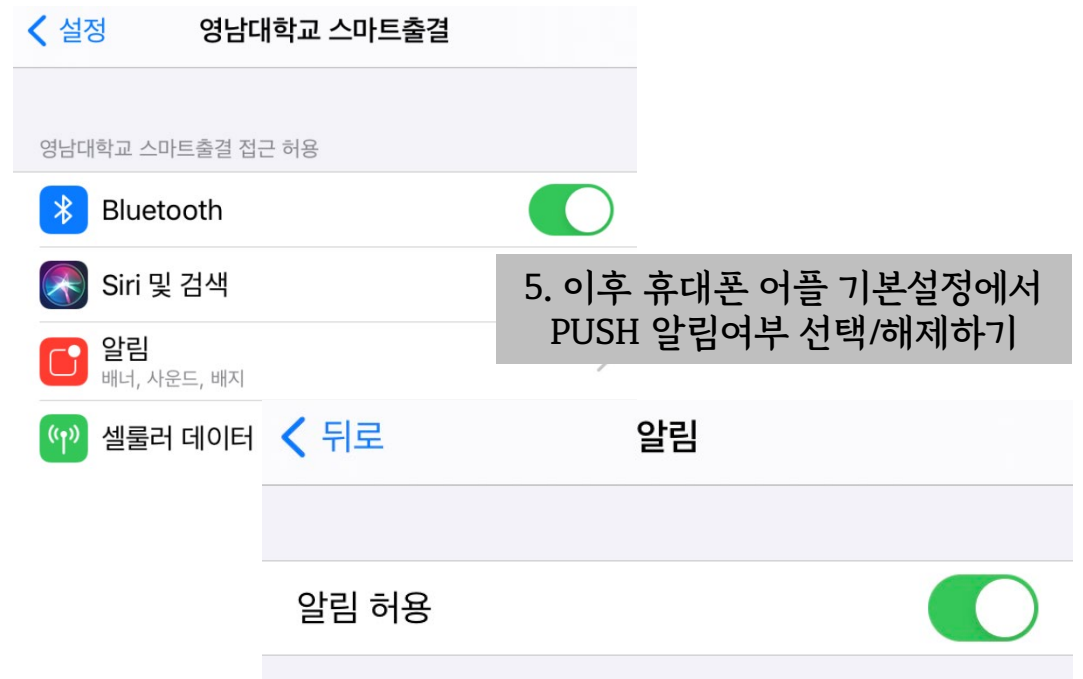 설정
영남대학교 스마트출결
영남대학교 스마트출결 접근 허용
Bluetooth
Siri 및 검색
알림
배너, 사운드, 배지
셀룰러 데이터
5. 이후 휴대폰 어플 기본설정에서
PUSH 알림여부 선택/해제하기
뒤로
알림
알림 허용